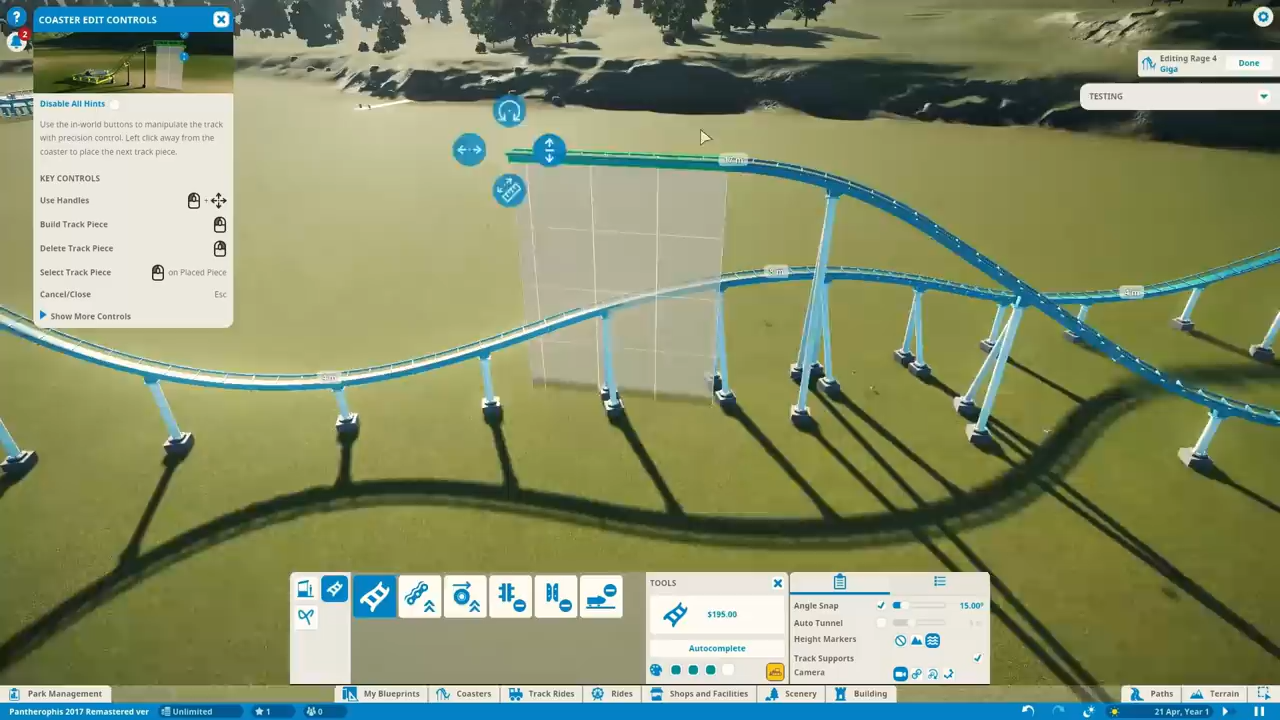 COASTER EDIT CONTROLS
2
Disable All Hints
Use the in-world buttons to manipulate the track
with precision control. Left click away from the
coaster to place the next track piece.
KEY CONTROLS
Use Handles
Build Track Piece
Delete Track Piece
Select Track Piece on Placed Piece
Cancel/Close Esc
Show More Controls
Editing Rage 4
Giga
Done
TESTING
4 m
TOOLS
$195.00
Autocomplete
Angle Snap 15.00°
Auto Tunnel
Height Markers
Track Supports
Camera
Park Management
My Blueprints
Coasters
Track Rides
Rides
Shops and Facilities
Scenery
Building
Paths
Terrain
Pantherophis 2017 Remastered ver
Unlimited
1
0
21 Apr, Year 1